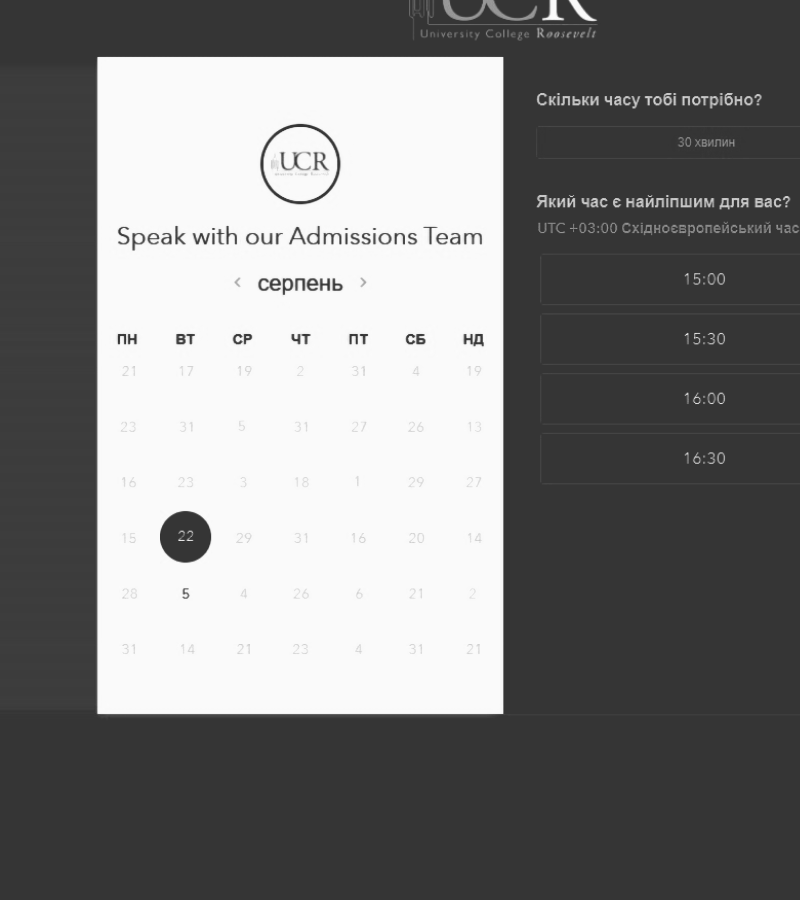 UCR
University College Roosevelt
UCR
Speak with our Admissions Team
‹ серпень ›
ПН ВТ СР ЧТ ПТ СБ НД
21 17 19 2 31 4 19
23 31 5 31 27 26 13
16 23 3 18 1 29 27
15 22 29 31 16 20 14
28 5 4 26 6 21 2
31 14 21 23 4 31 21
Скільки часу тобі потрібно?
30 хвилин
Який час є найліпшим для вас?
UTC +03:00 Східноєвропейський час
15:00
15:30
16:00
16:30